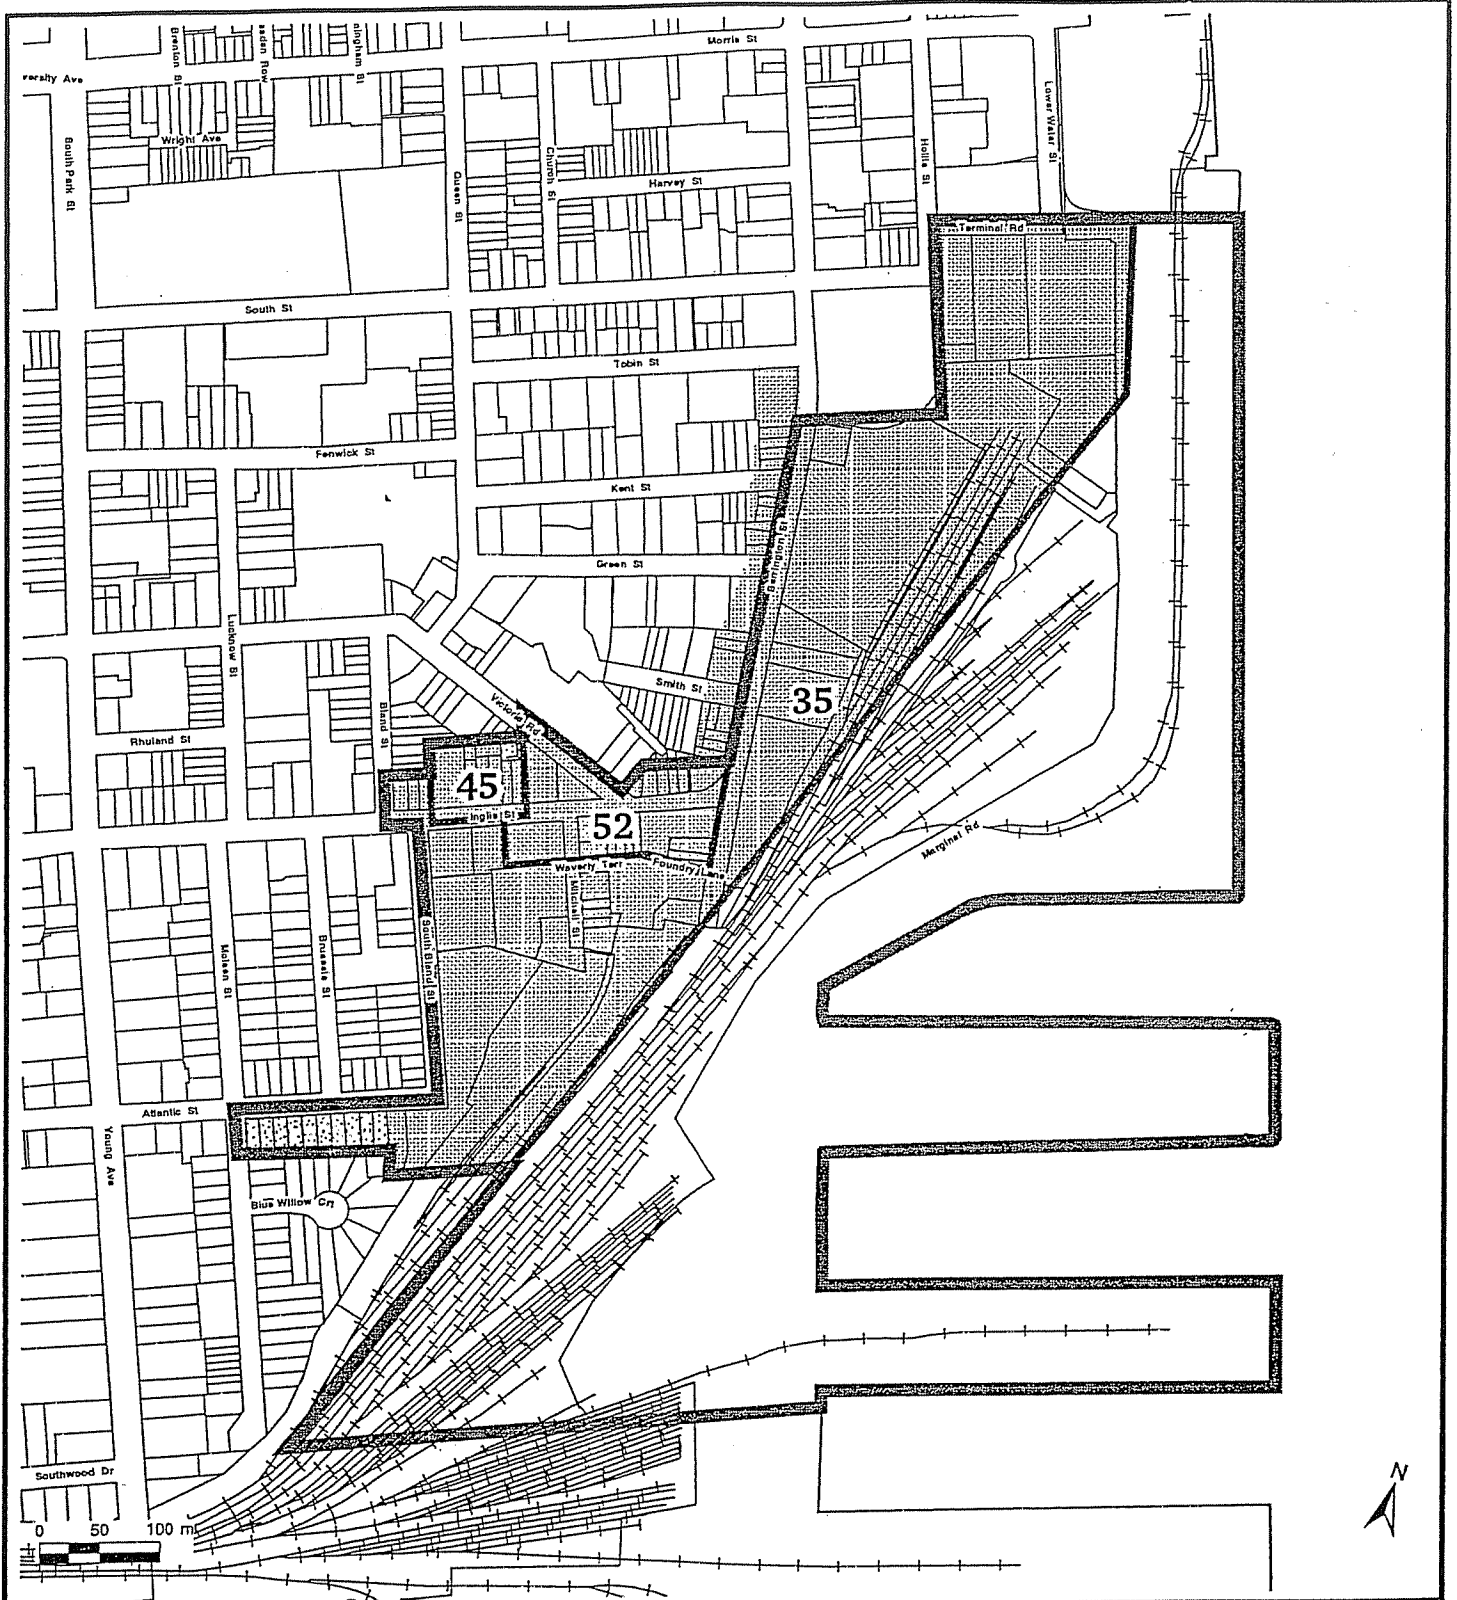 Morris St
Brenton St
Wright Ave
South Park St
Queen St
Church St
Harvey St
Hollis St
Lower Water St
Terminal Rd
South St
Tobin St
Fenwick St
Kent St
Green St
Barrington St
Lucknow St
Smith St
Victoria Rd
Bland St
Rhuland St
35
45
Inglis St
52
Waverly Terr
Foundry Lane
Marginal Rd
Mitchell St
South Bland St
McLean St
Brussels St
Atlantic St
Young Ave
Blue Willow Crt
Southwood Dr
0 50 100 m
N